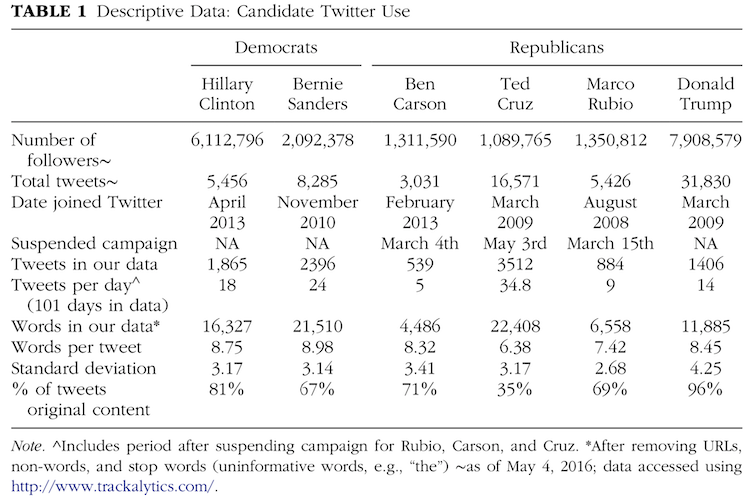 TABLE 1 Descriptive Data: Candidate Twitter Use
Democrats Republicans
Hillary Bernie Ben Ted Marco Donald
Clinton Sanders Carson Cruz Rubio Trump
Number of 6,112,796 2,092,378 1,311,590 1,089,765 1,350,812 7,908,579
followers~
Total tweets~ 5,456 8,285 3,031 16,571 5,426 31,830
Date joined Twitter April November February March August March
2013 2010 2013 2009 2008 2009
Suspended campaign NA NA March 4th May 3rd March 15th NA
Tweets in our data 1,865 2396 539 3512 884 1406
Tweets per day^ 18 24 5 34.8 9 14
(101 days in data)
Words in our data* 16,327 21,510 4,486 22,408 6,558 11,885
Words per tweet 8.75 8.98 8.32 6.38 7.42 8.45
Standard deviation 3.17 3.14 3.41 3.17 2.68 4.25
% of tweets 81% 67% 71% 35% 69% 96%
original content
Note. ^Includes period after suspending campaign for Rubio, Carson, and Cruz. *After removing URLs,
non-words, and stop words (uninformative words, e.g., “the”) ~as of May 4, 2016; data accessed using
http://www.trackalytics.com/.